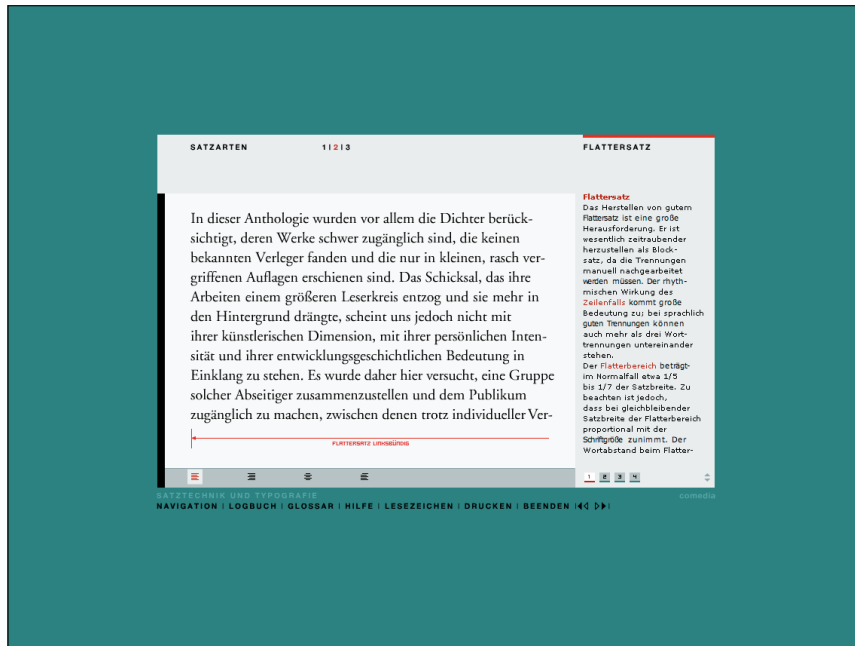 SATZARTEN
1|2|3
FLATTERSATZ
In dieser Anthologie wurden vor allem die Dichter berück-
sichtigt, deren Werke schwer zugänglich sind, die keinen
bekannten Verleger fanden und die nur in kleinen, rasch ver-
griffenen Auflagen erschienen sind. Das Schicksal, das ihre
Arbeiten einem größeren Leserkreis entzog und sie mehr in
den Hintergrund drängte, scheint uns jedoch nicht mit
ihrer künstlerischen Dimension, mit ihrer persönlichen Inten-
sität und ihrer entwicklungsgeschichtlichen Bedeutung in
Einklang zu stehen. Es wurde daher hier versucht, eine Gruppe
solcher Abseitiger zusammenzustellen und dem Publikum
zugänglich zu machen, zwischen denen trotz individueller Ver-
FLATTERSATZ LINKSBÜNDIG
Flattersatz
Das Herstellen von gutem
Flattersatz ist eine große
Herausforderung. Er ist
wesentlich zeitraubender
herzustellen als Block-
satz, da die Trennungen
manuell nachgearbeitet
werden müssen. Der rhyth-
mischen Wirkung des
Zeilenfalls kommt große
Bedeutung zu; bei sprachlich
guten Trennungen können
auch mehr als drei Wort-
trennungen untereinander
stehen.
Der Flatterbereich beträgt-
im Normalfall etwa 1/5
bis 1/7 der Satzbreite. Zu
beachten ist jedoch,
dass bei gleichbleibender
Satzbreite der Flatterbereich
proportional mit der
Schriftgröße zunimmt. Der
Wortabstand beim Flatter-
1 2 3 4
SATZTECHNIK UND TYPOGRAFIE
comedia
NAVIGATION | LOGBUCH | GLOSSAR | HILFE | LESEZEICHEN | DRUCKEN | BEENDEN